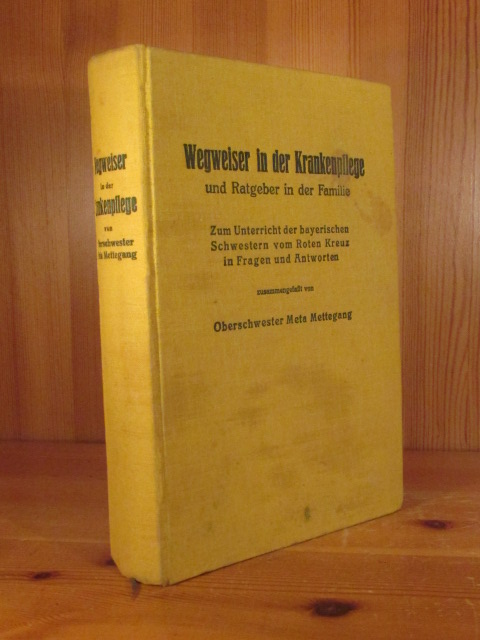 Wegweiser
in der
Krankenpflege
von
Oberschwester
Meta Mettegang
Wegweiser in der Krankenpflege
und Ratgeber in der Familie
Zum Unterricht der bayerischen
Schwestern vom Roten Kreuz
in Fragen und Antworten
zusammengefaßt von
Oberschwester Meta Mettegang